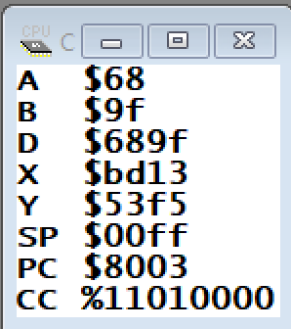 CPU C
A $68
B $9f
D $689f
X $bd13
Y $53f5
SP $00ff
PC $8003
CC %11010000